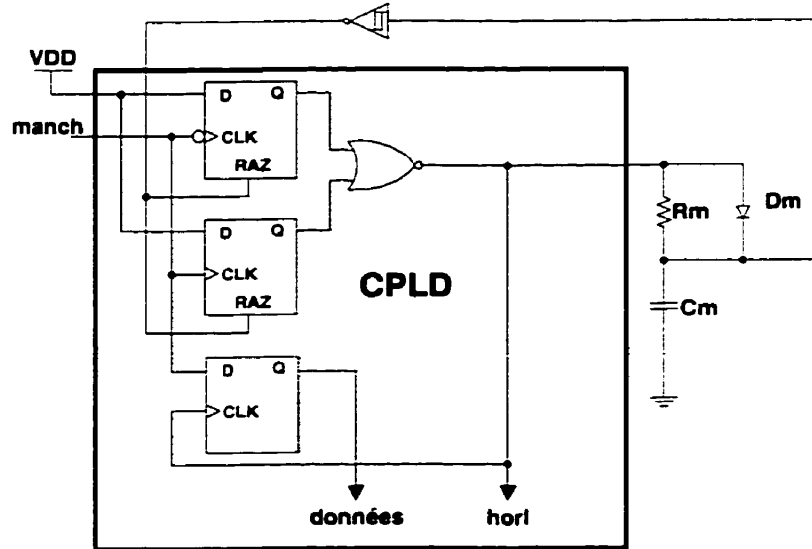 VDD
manch
D Q
CLK
RAZ
D Q
CLK
RAZ
CPLD
D Q
CLK
Rm
Dm
Cm
données
horl